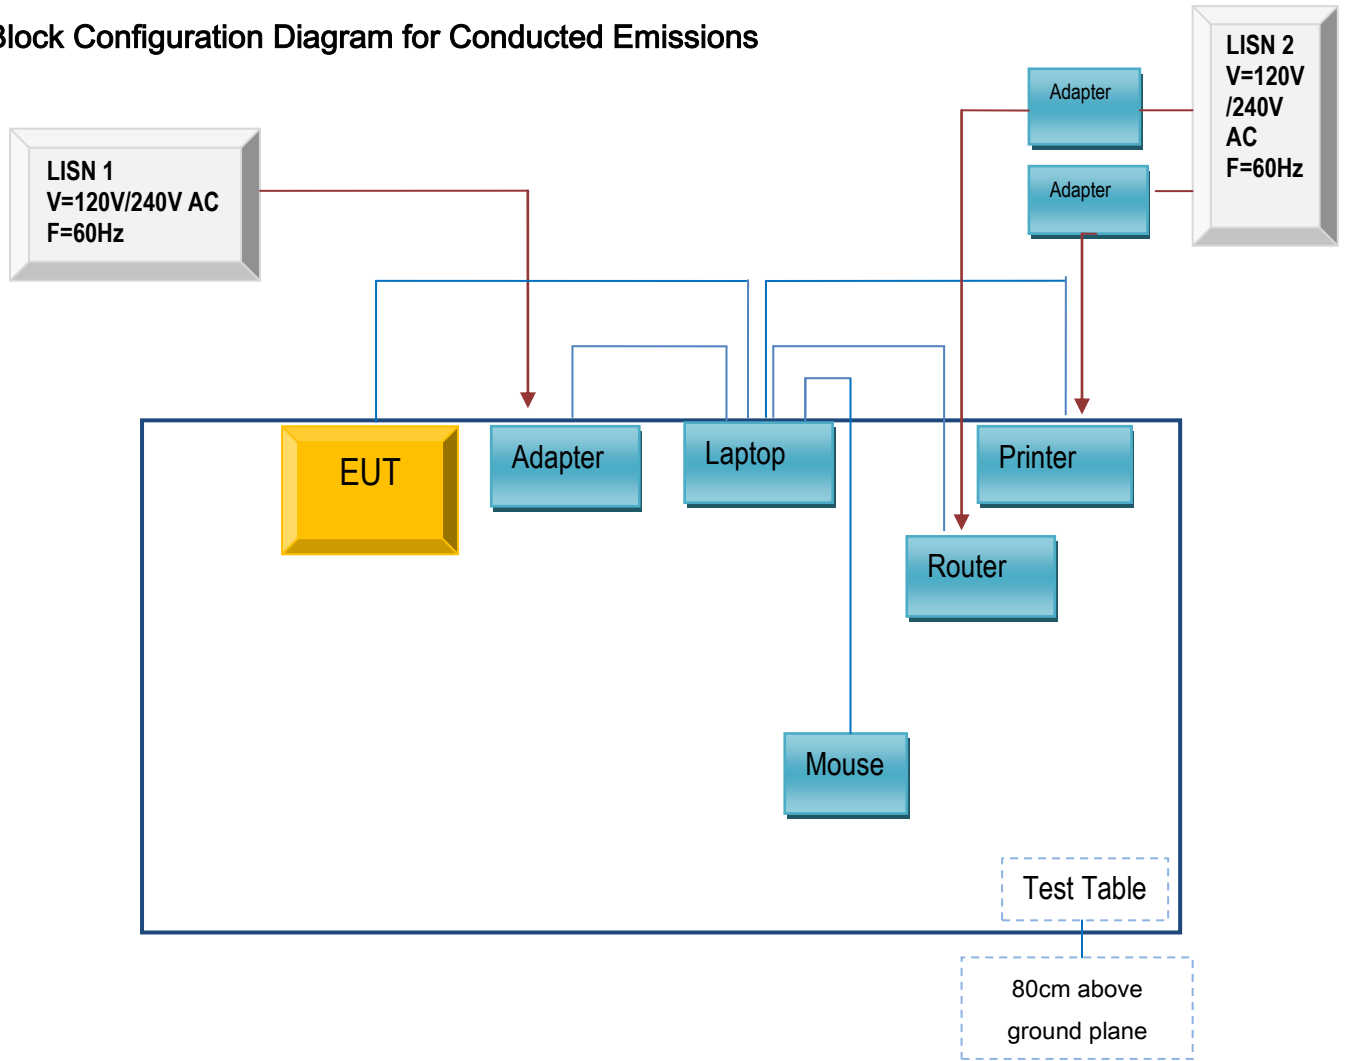 Block Configuration Diagram for Conducted Emissions
LISN 2
V=120V
/240V
AC
F=60Hz
Adapter
Adapter
LISN 1
V=120V/240V AC
F=60Hz
EUT
Adapter
Laptop
Printer
Router
Mouse
Test Table
80cm above
ground plane